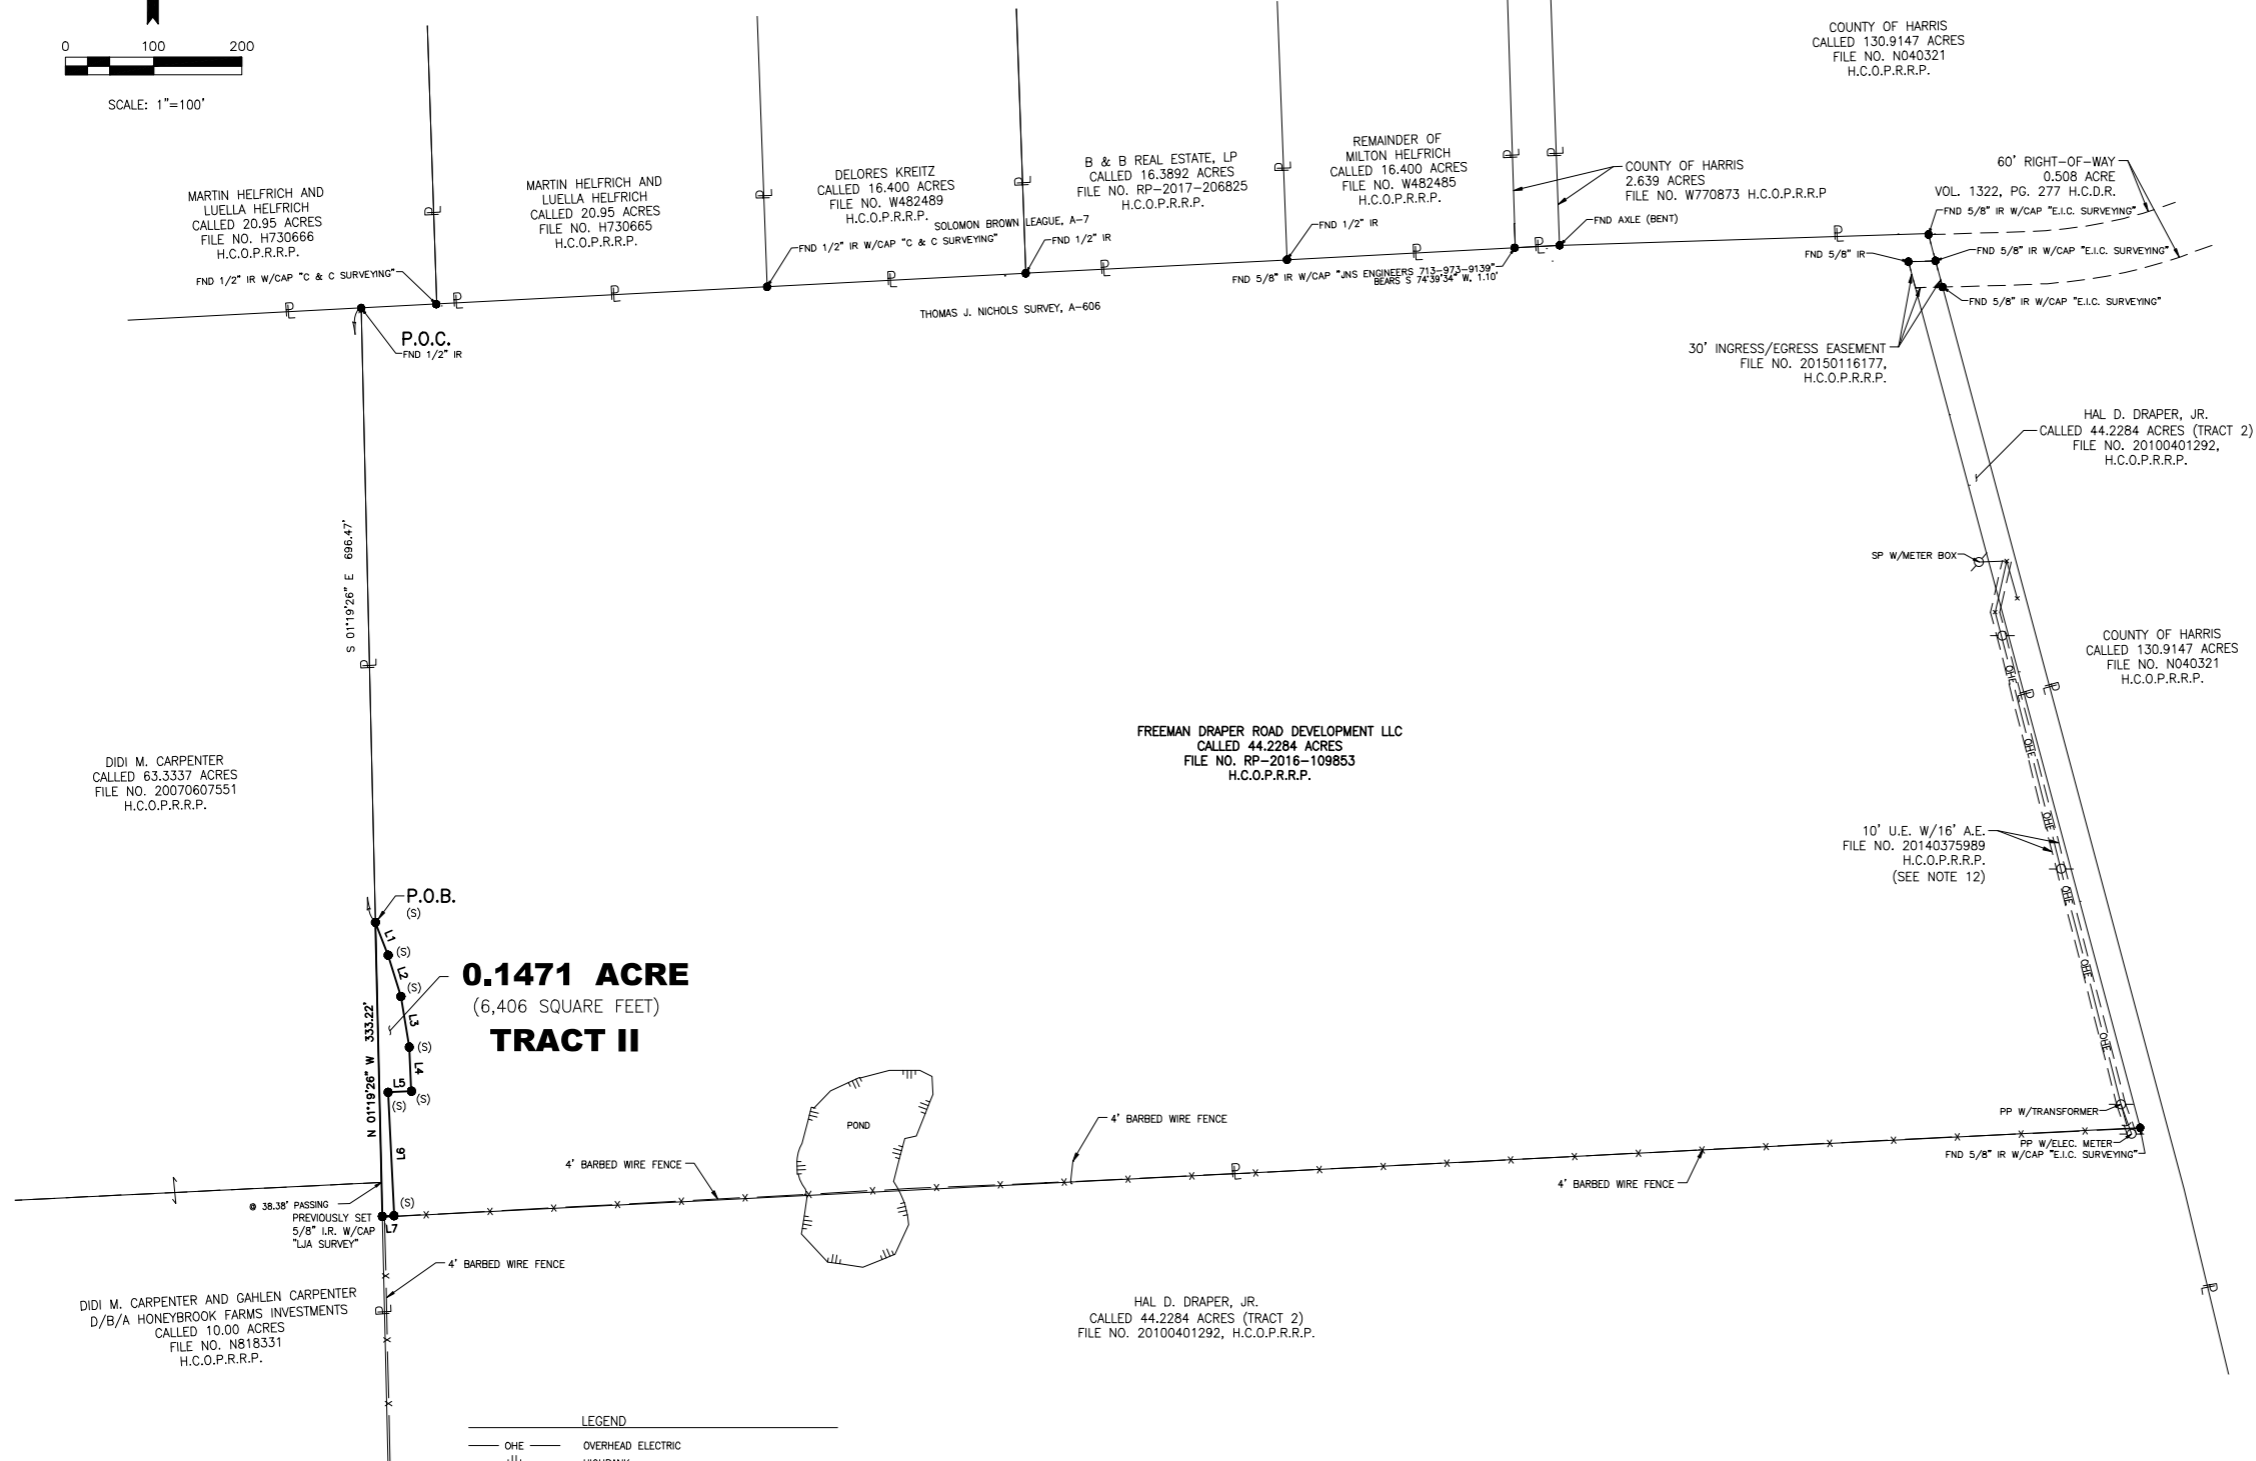 0 100 200
SCALE: 1"=100'
COUNTY OF HARRIS
CALLED 130.9147 ACRES
FILE NO. N040321
H.C.O.P.R.R.P.
MARTIN HELFRICH AND
LUELLA HELFRICH
CALLED 20.95 ACRES
FILE NO. H730666
H.C.O.P.R.R.P.
FND 1/2" IR W/CAP "C & C SURVEYING"
MARTIN HELFRICH AND
LUELLA HELFRICH
CALLED 20.95 ACRES
FILE NO. H730665
H.C.O.P.R.R.P.
DELORES KREITZ
CALLED 16.400 ACRES
FILE NO. W482489
H.C.O.P.R.R.P.
SOLOMON BROWN LEAGUE, A-7
FND 1/2" IR W/CAP "C & C SURVEYING"
B & B REAL ESTATE, LP
CALLED 16.3892 ACRES
FILE NO. RP-2017-206825
H.C.O.P.R.R.P.
FND 1/2" IR
REMAINDER OF
MILTON HELFRICH
CALLED 16.400 ACRES
FILE NO. W482485
H.C.O.P.R.R.P.
FND 1/2" IR
COUNTY OF HARRIS
2.639 ACRES
FILE NO. W770873 H.C.O.P.R.R.P
FND AXLE (BENT)
60' RIGHT-OF-WAY
0.508 ACRE
VOL. 1322, PG. 277 H.C.D.R.
FND 5/8" IR W/CAP "E.I.C. SURVEYING"
FND 5/8" IR
FND 5/8" IR W/CAP "E.I.C. SURVEYING"
FND 5/8" IR W/CAP "E.I.C. SURVEYING"
FND 5/8" IR W/CAP "JNS ENGINEERS 713-973-9139"
BEARS S 74°39'34" W, 1.10'
THOMAS J. NICHOLS SURVEY, A-606
P.O.C.
FND 1/2" IR
30' INGRESS/EGRESS EASEMENT
FILE NO. 20150116177,
H.C.O.P.R.R.P.
HAL D. DRAPER, JR.
CALLED 44.2284 ACRES (TRACT 2)
FILE NO. 20100401292,
H.C.O.P.R.R.P.
S 01°19'26" E 696.47'
SP W/METER BOX
COUNTY OF HARRIS
CALLED 130.9147 ACRES
FILE NO. N040321
H.C.O.P.R.R.P.
FREEMAN DRAPER ROAD DEVELOPMENT LLC
CALLED 44.2284 ACRES
FILE NO. RP-2016-109853
H.C.O.P.R.R.P.
DIDI M. CARPENTER
CALLED 63.3337 ACRES
FILE NO. 20070607551
H.C.O.P.R.R.P.
OHE
OHE
OHE
OHE
OHE
OHE
10' U.E. W/16' A.E.
FILE NO. 20140375989
H.C.O.P.R.R.P.
(SEE NOTE 12)
P.O.B.
(S)
L1
(S)
L2
(S)
L3
(S)
L4
L5
(S)
(S)
L6
(S)
L7
N 01°19'26" W 333.22'
0.1471 ACRE
(6,406 SQUARE FEET)
TRACT II
POND
4' BARBED WIRE FENCE
4' BARBED WIRE FENCE
4' BARBED WIRE FENCE
PP W/TRANSFORMER
PP W/ELEC. METER
FND 5/8" IR W/CAP "E.I.C. SURVEYING"
@ 38.38' PASSING
PREVIOUSLY SET
5/8" I.R. W/CAP
"LJA SURVEY"
4' BARBED WIRE FENCE
DIDI M. CARPENTER AND GAHLEN CARPENTER
D/B/A HONEYBROOK FARMS INVESTMENTS
CALLED 10.00 ACRES
FILE NO. N818331
H.C.O.P.R.R.P.
HAL D. DRAPER, JR.
CALLED 44.2284 ACRES (TRACT 2)
FILE NO. 20100401292, H.C.O.P.R.R.P.
LEGEND
OHE OVERHEAD ELECTRIC